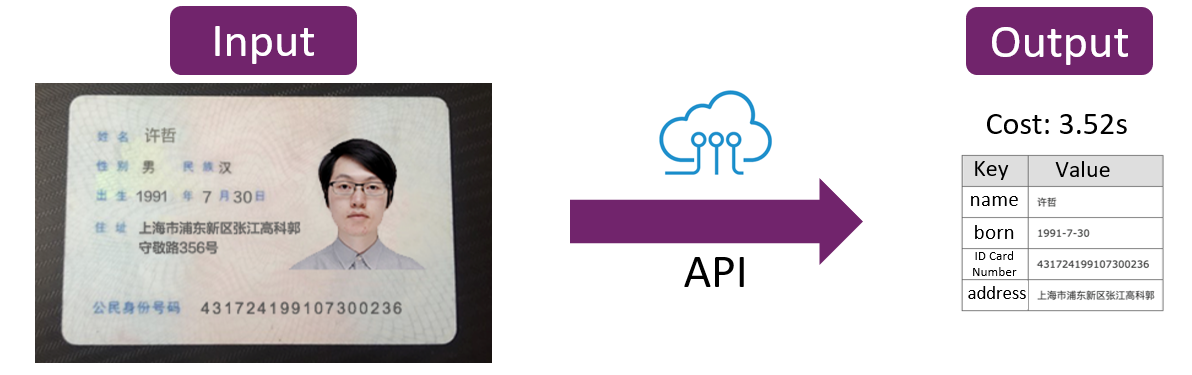 Input
Output
姓名 许哲
性别 男 民族 汉
出生 1991 年 7 月 30 日
住址 上海市浦东新区张江高科郭
守敬路356号
公民身份号码 431724199107300236
API
Cost: 3.52s
Key Value
name 许哲
born 1991-7-30
ID Card
Number 431724199107300236
address 上海市浦东新区张江高科郭